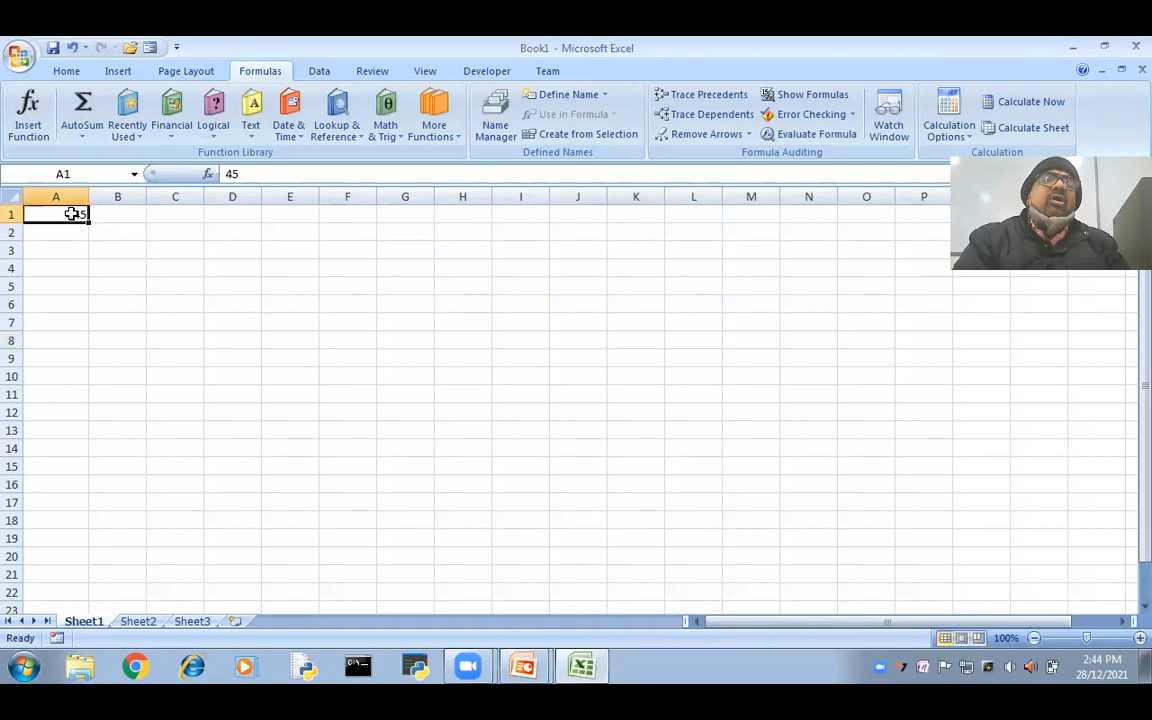 Book1 - Microsoft Excel
Home Insert Page Layout Formulas Data Review View Developer Team
Insert Function
AutoSum
Recently Used
Financial
Logical
Text
Date & Time
Lookup & Reference
Math & Trig
More Functions
Function Library
Name Manager
Define Name
Use in Formula
Create from Selection
Defined Names
Trace Precedents
Trace Dependents
Remove Arrows
Show Formulas
Error Checking
Evaluate Formula
Formula Auditing
Watch Window
Calculation Options
Calculate Now
Calculate Sheet
Calculation
A1 fx 45
A B C D E F G H I J K L M N O P
1 45
2
3
4
5
6
7
8
9
10
11
12
13
14
15
16
17
18
19
20
21
22
23
Sheet1 Sheet2 Sheet3
Ready 100%
2:44 PM
28/12/2021